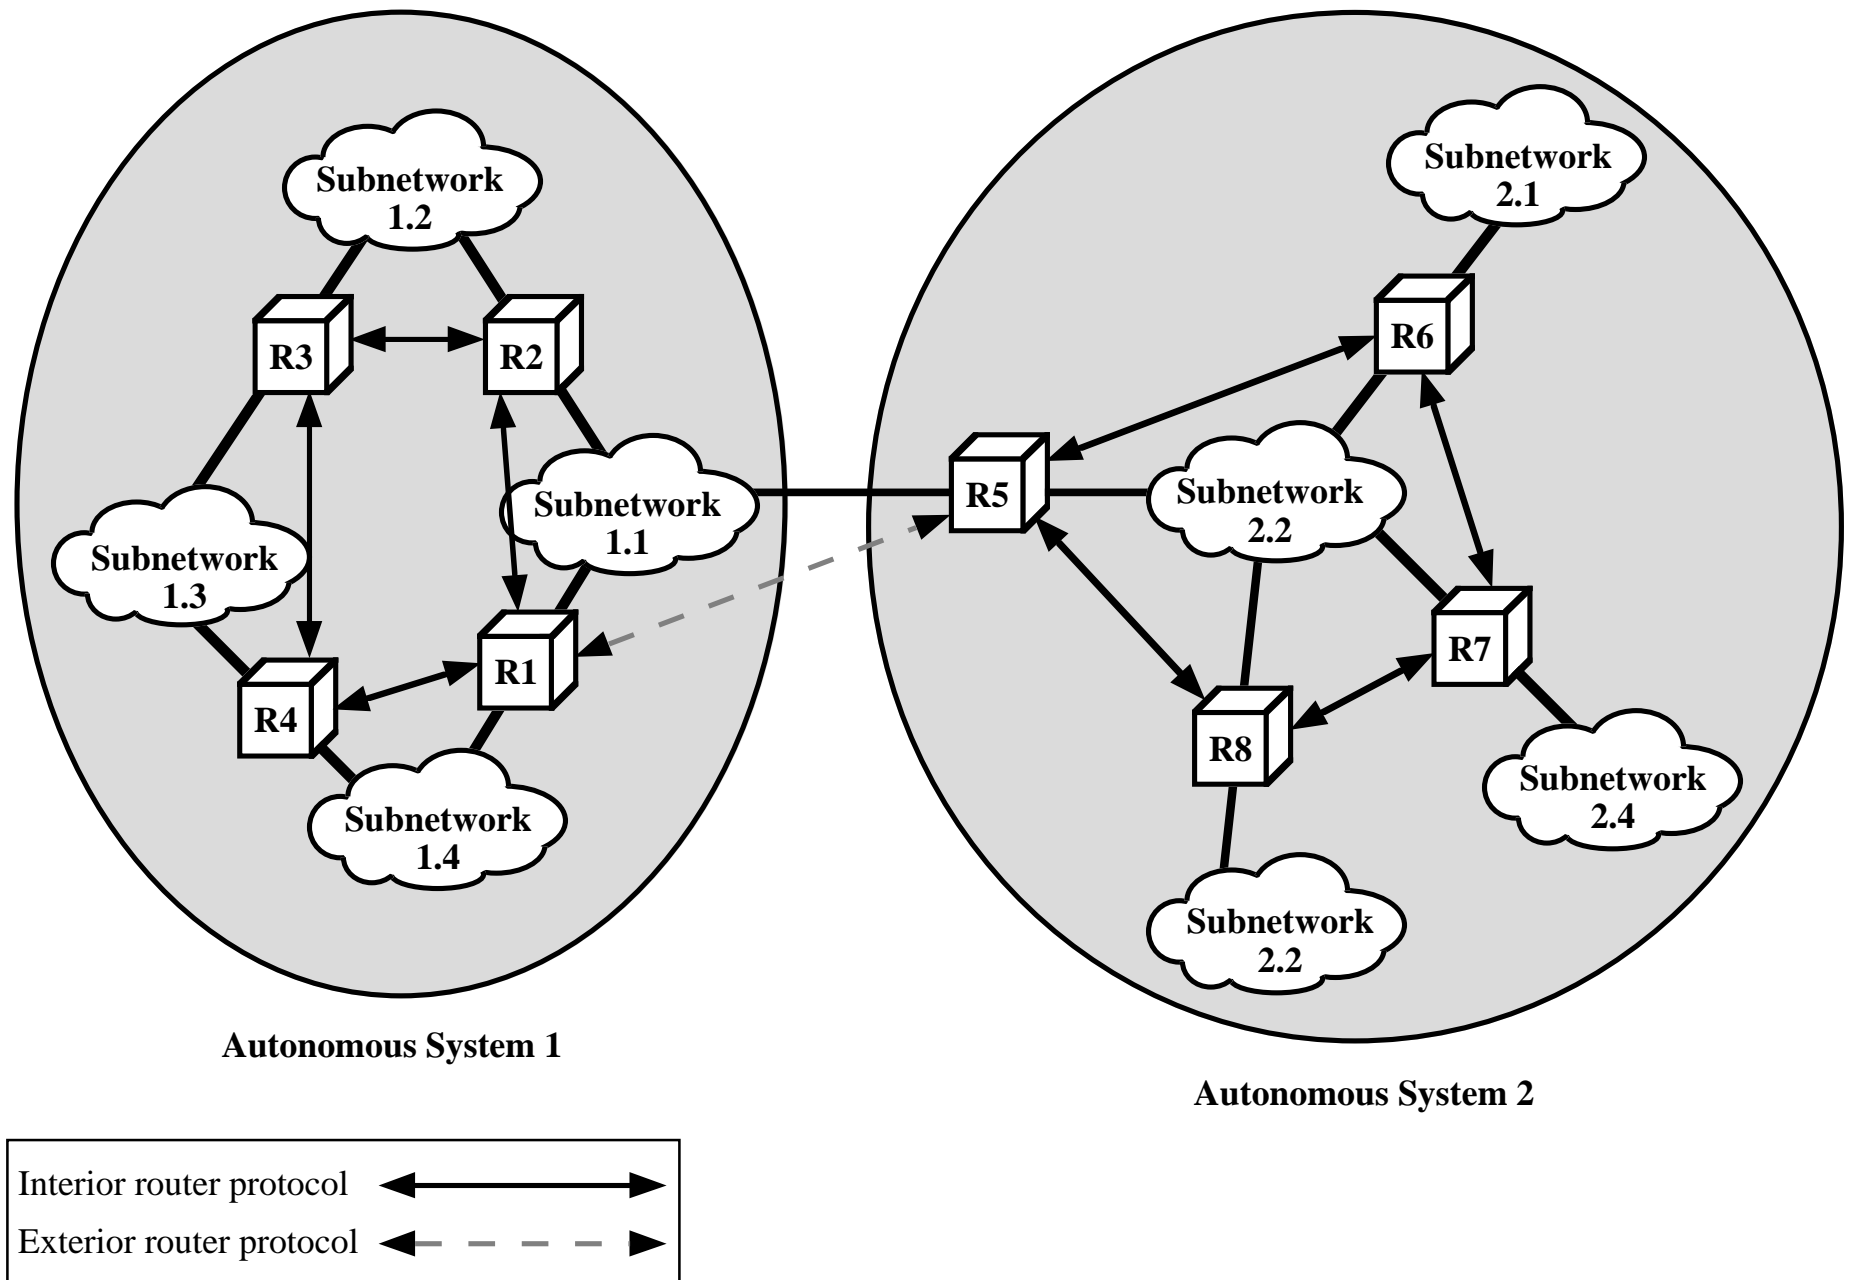 Subnetwork
1.2
R3
R2
Subnetwork
1.1
Subnetwork
1.3
R1
R4
Subnetwork
1.4
Autonomous System 1
Subnetwork
2.1
R6
R5
Subnetwork
2.2
R7
R8
Subnetwork
2.4
Subnetwork
2.2
Autonomous System 2
Interior router protocol
Exterior router protocol